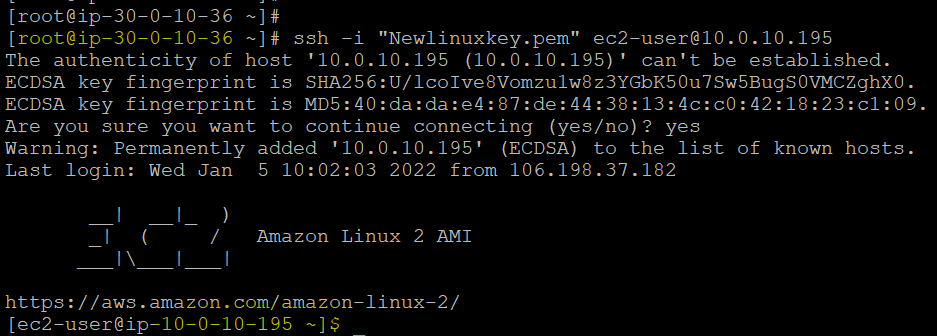 [root@ip-30-0-10-36 ~]#
[root@ip-30-0-10-36 ~]# ssh -i "Newlinuxkey.pem" ec2-user@10.0.10.195
The authenticity of host '10.0.10.195 (10.0.10.195)' can't be established.
ECDSA key fingerprint is SHA256:U/lcoIve8Vomzu1w8z3YGbK50u7Sw5BugS0VMCZghX0.
ECDSA key fingerprint is MD5:40:da:da:e4:87:de:44:38:13:4c:c0:42:18:23:c1:09.
Are you sure you want to continue connecting (yes/no)? yes
Warning: Permanently added '10.0.10.195' (ECDSA) to the list of known hosts.
Last login: Wed Jan  5 10:02:03 2022 from 106.198.37.182
       __|  __|_  )
       _|  (     /   Amazon Linux 2 AMI
      ___|\___|___|
https://aws.amazon.com/amazon-linux-2/
[ec2-user@ip-10-0-10-195 ~]$ _